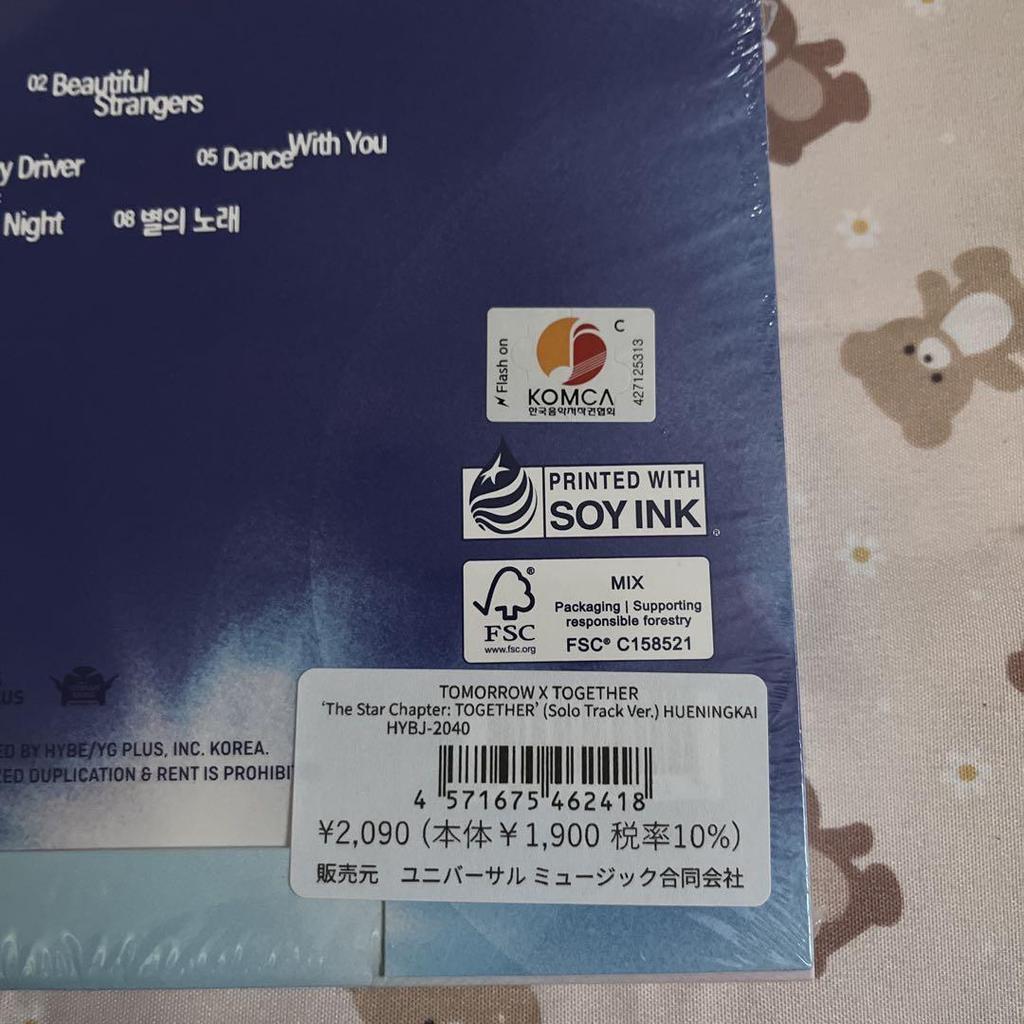 02 Beautiful
Strangers
y Driver
05 Dance With You
Night
08 별의 노래
Flash on
C
KOMCA
한국음악저작권협회
427125313
PRINTED WITH
SOY INK
®
®
FSC
www.fsc.org
MIX
Packaging | Supporting
responsible forestry
FSC® C158521
US
ED BY HYBE/YG PLUS, INC. KOREA.
ZED DUPLICATION & RENT IS PROHIBI
TOMORROW X TOGETHER
'The Star Chapter: TOGETHER' (Solo Track Ver.) HUENINGKAI
HYBJ-2040
4 571675 462418
¥2,090 (本体¥1,900 税率10%)
販売元 ユニバーサル ミュージック合同会社